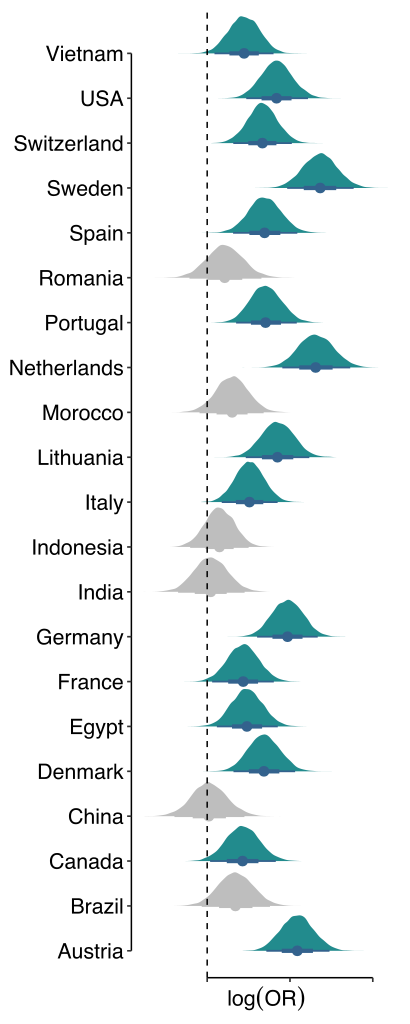 Vietnam
USA
Switzerland
Sweden
Spain
Romania
Portugal
Netherlands
Morocco
Lithuania
Italy
Indonesia
India
Germany
France
Egypt
Denmark
China
Canada
Brazil
Austria
log(OR)